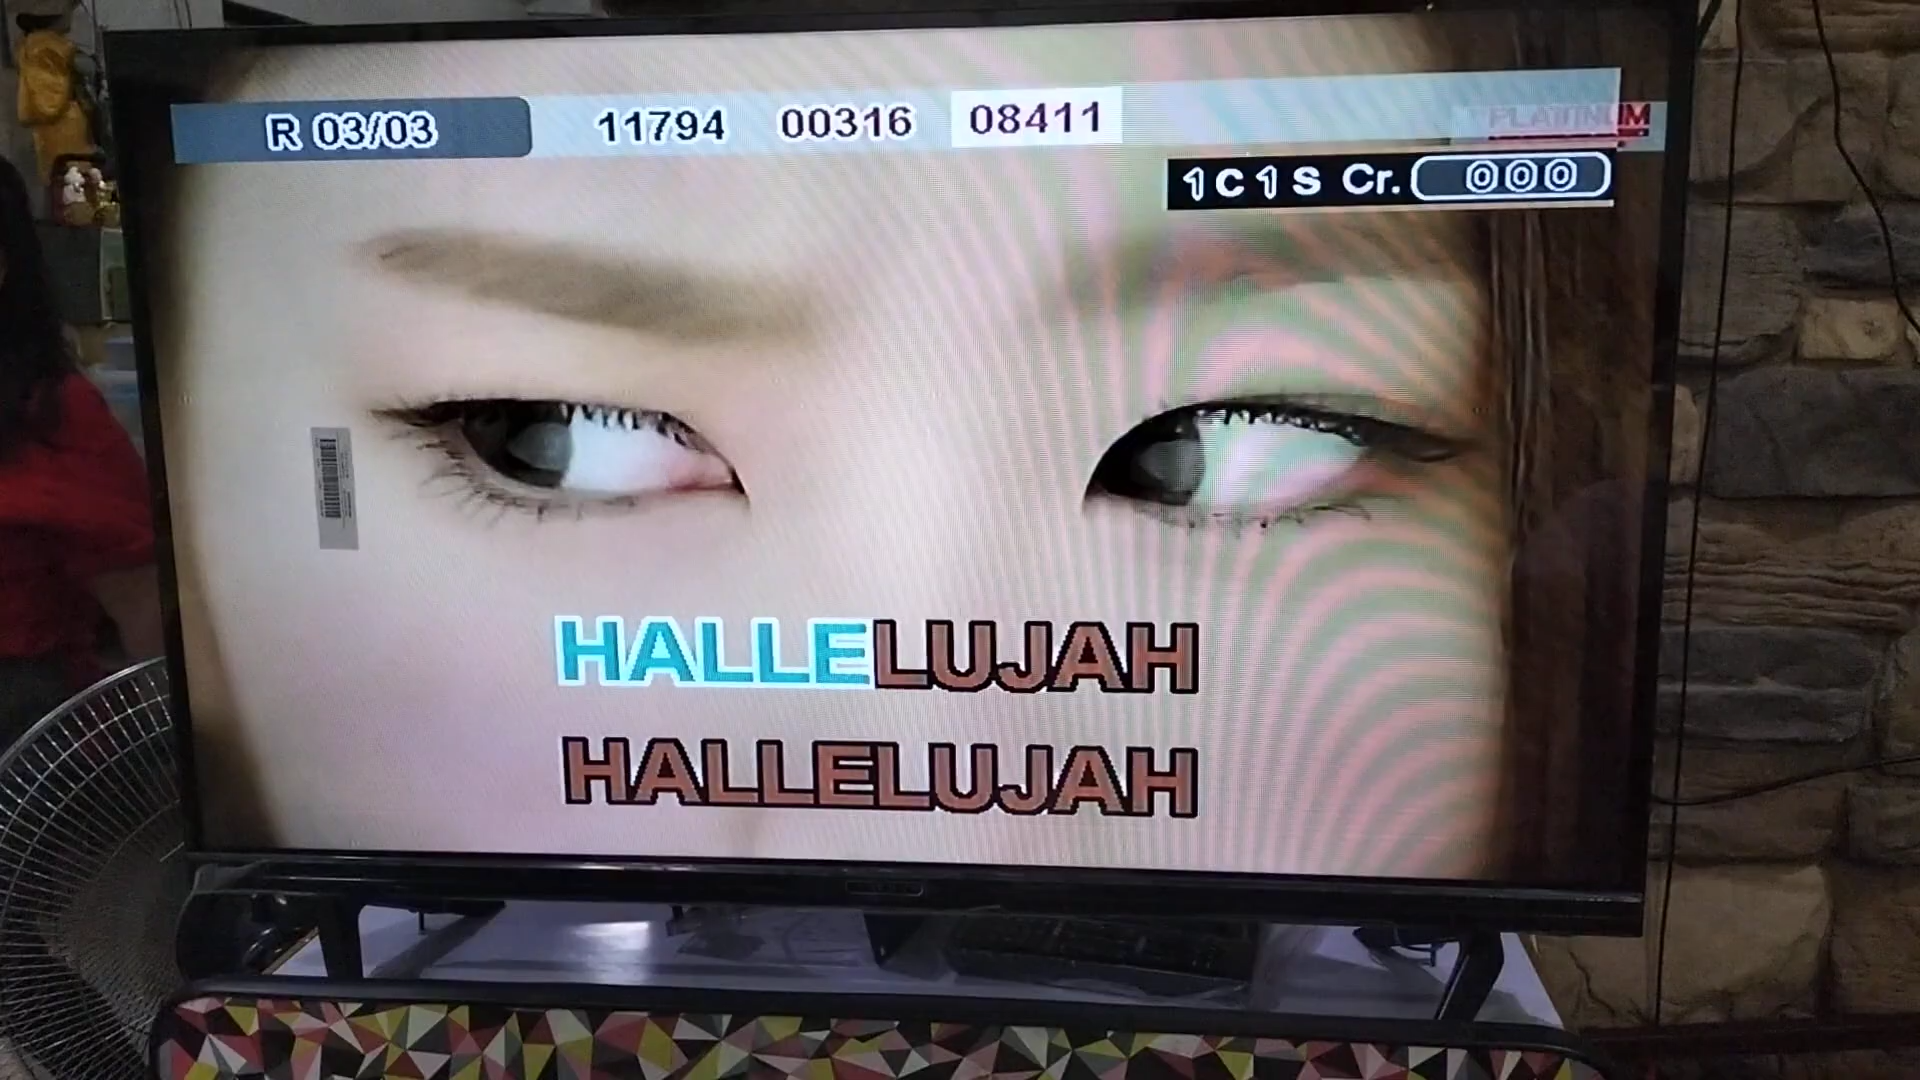 R 03/03 11794 00316 08411
PLATINUM
1C1S Cr. 000
HALLELUJAH
HALLELUJAH